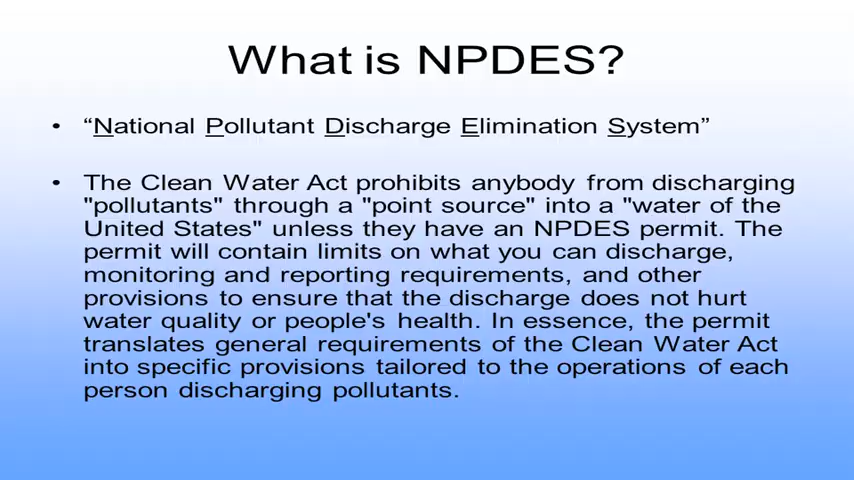 What is NPDES?
• “National Pollutant Discharge Elimination System”
• The Clean Water Act prohibits anybody from discharging
"pollutants" through a "point source" into a "water of the
United States" unless they have an NPDES permit. The
permit will contain limits on what you can discharge,
monitoring and reporting requirements, and other
provisions to ensure that the discharge does not hurt
water quality or people's health. In essence, the permit
translates general requirements of the Clean Water Act
into specific provisions tailored to the operations of each
person discharging pollutants.